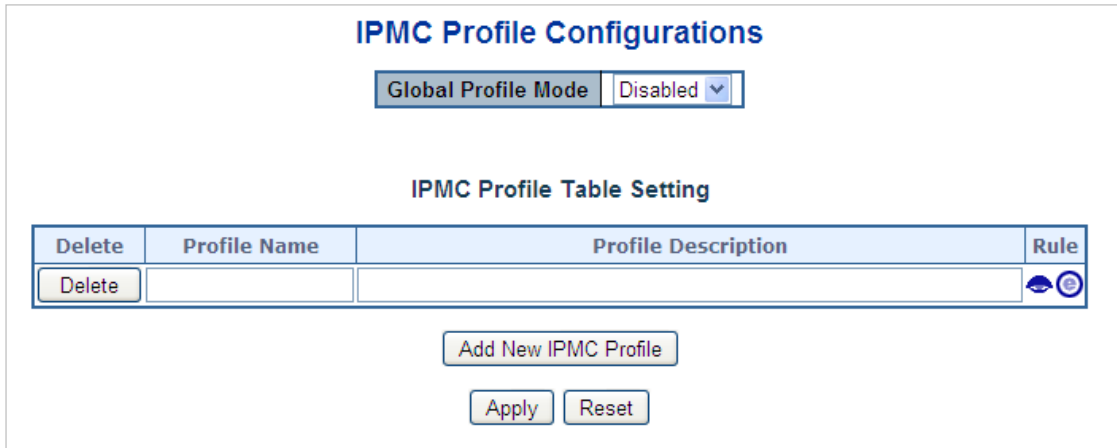 IPMC Profile Configurations
Global Profile Mode Disabled
IPMC Profile Table Setting
Delete Profile Name Profile Description Rule
Delete e
Add New IPMC Profile
Apply Reset